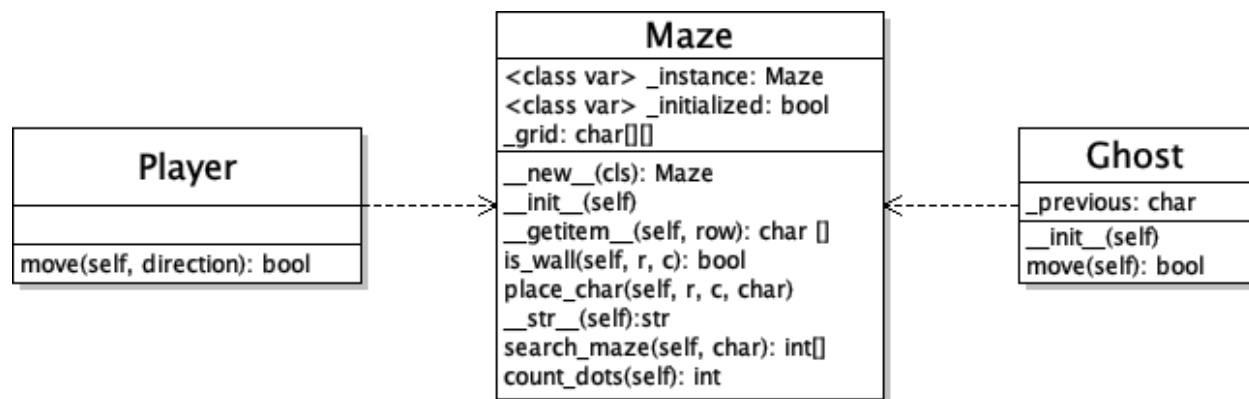 Player
move(self, direction): bool
Maze
<class var> _instance: Maze
<class var> _initialized: bool
_grid: char[][]
__new__(cls): Maze
__init__(self)
__getitem__(self, row): char []
is_wall(self, r, c): bool
place_char(self, r, c, char)
__str__(self):str
search_maze(self, char): int[]
count_dots(self): int
Ghost
_previous: char
__init__(self)
move(self): bool